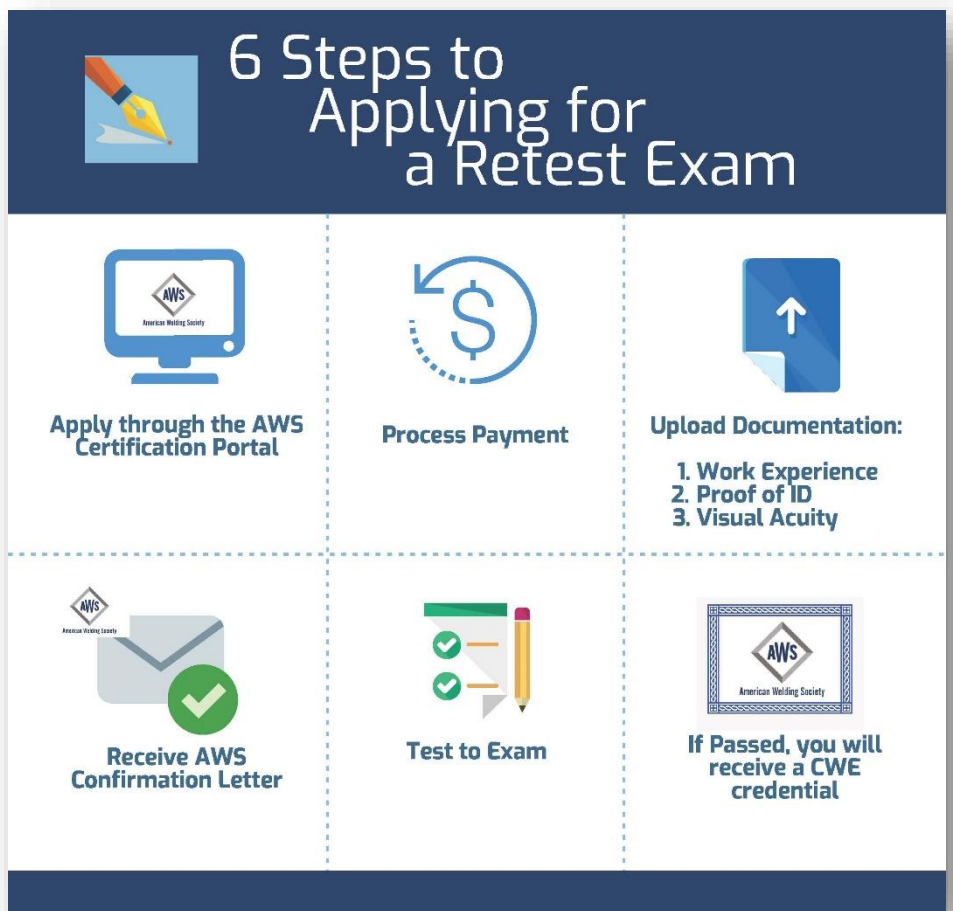 6 Steps to
Applying for
a Retest Exam
AWS
American Welding Society
Apply through the AWS
Certification Portal
$
Process Payment
Upload Documentation:
1. Work Experience
2. Proof of ID
3. Visual Acuity
AWS
American Welding Society
Receive AWS
Confirmation Letter
Test to Exam
AWS
American Welding Society
If Passed, you will
receive a CWE
credential